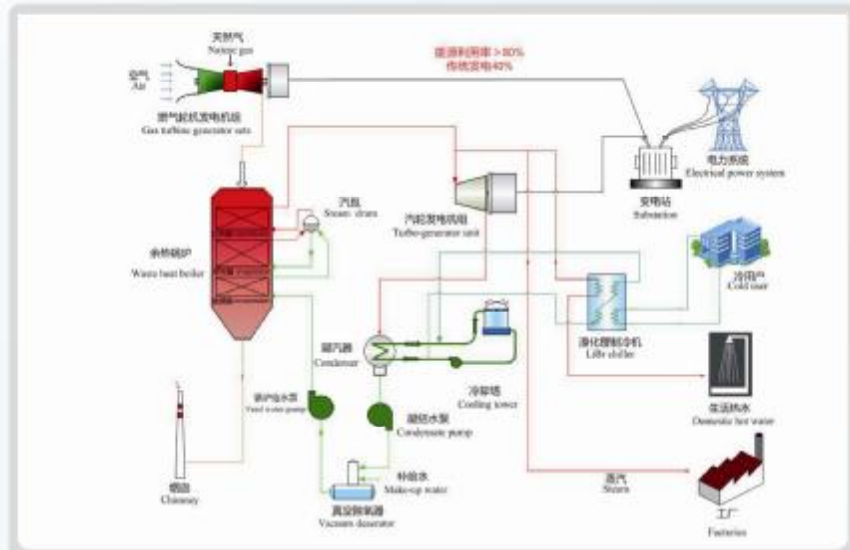 天然气
Natural gas
能源利用率>80%
传统发电40%
空气
Air
燃气轮机发电机组
Gas turbine generator sets
电力系统
Electrical power system
变电站
Substation
汽包
Steam drum
汽轮发电机组
Turbo-generator unit
余热锅炉
Waste heat boiler
冷用户
Cold user
溴化锂制冷机
LiBr chiller
凝汽器
Condenser
冷却塔
Cooling tower
锅炉给水泵
Feed water pump
凝结水泵
Condensate pump
生活热水
Domestic hot water
补给水
Make-up water
蒸汽
Steam
烟囱
Chimney
真空除氧器
Vacuum deaerator
工厂
Factories